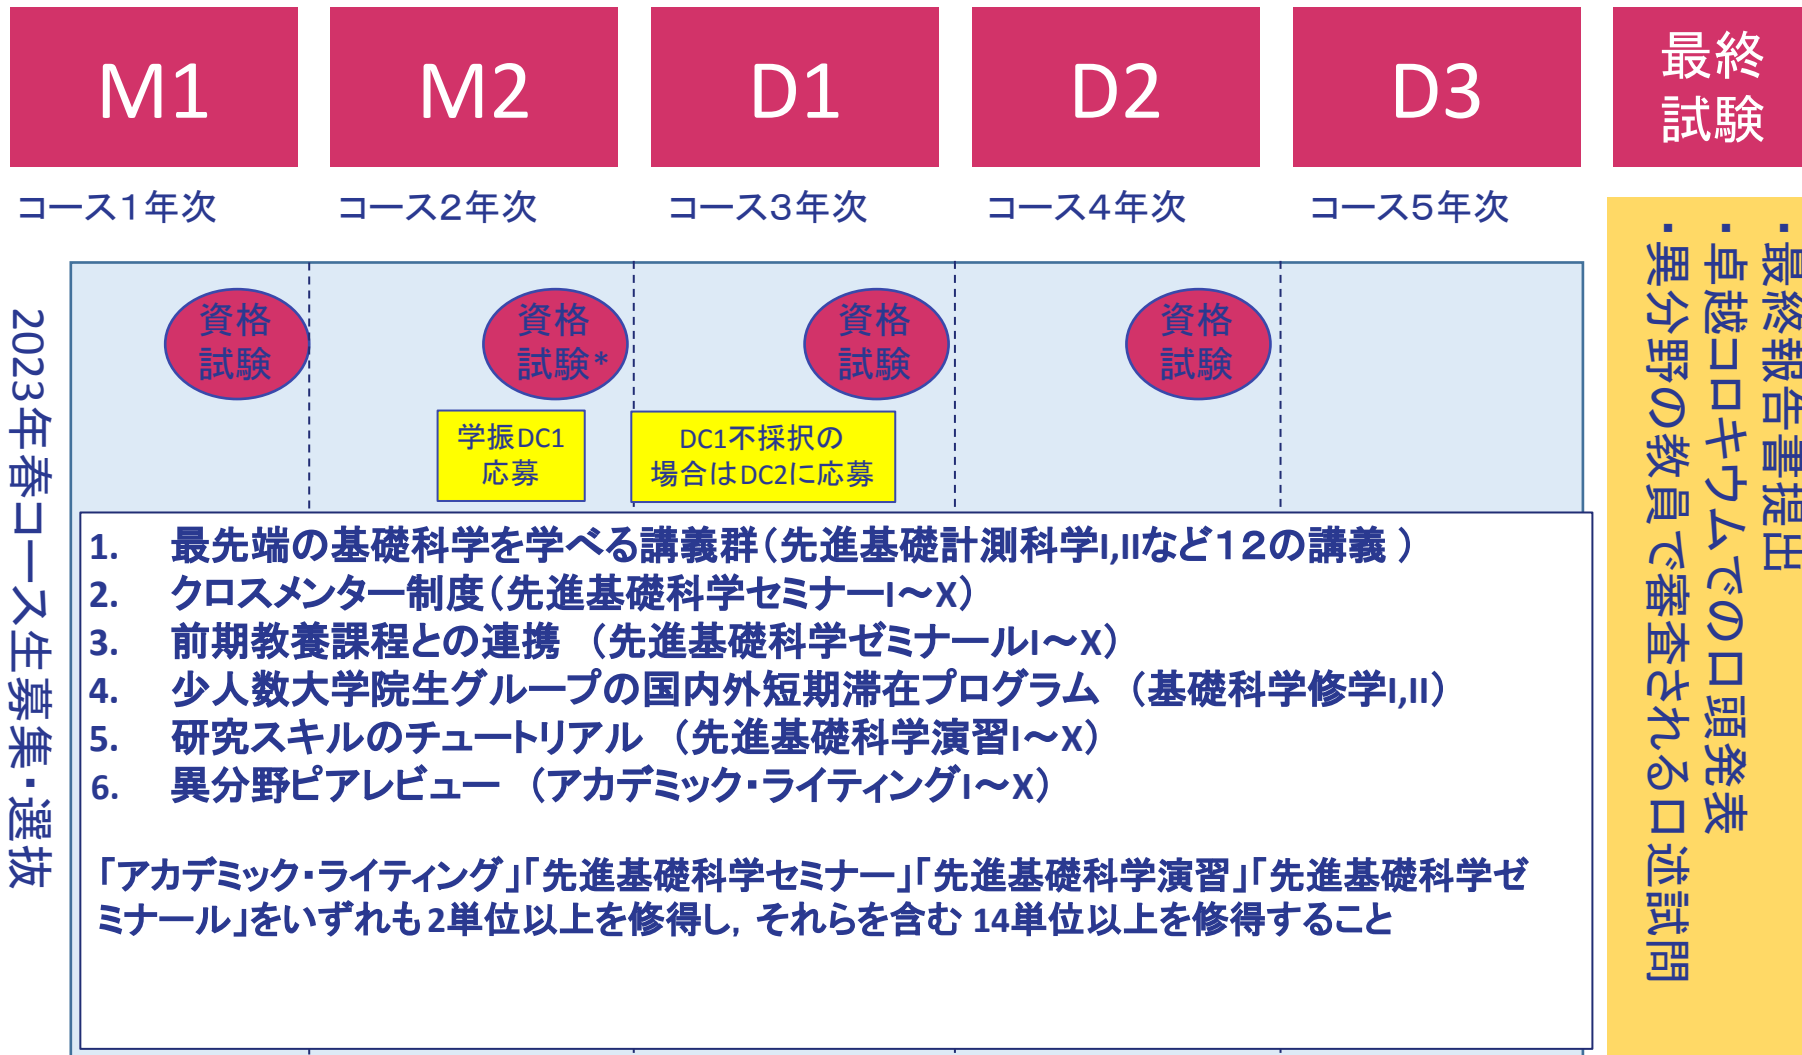 M1
M2
D1
D2
D3
最終
試験
コース1年次
コース2年次
コース3年次
コース4年次
コース5年次
2023年春コース生募集・選抜
資格
試験
資格
試験*
資格
試験
資格
試験
学振DC1
応募
DC1不採択の
場合はDC2に応募
1. 最先端の基礎科学を学べる講義群(先進基礎計測科学I,IIなど12の講義 )
2. クロスメンター制度(先進基礎科学セミナーI～X)
3. 前期教養課程との連携 (先進基礎科学ゼミナールI～X)
4. 少人数大学院生グループの国内外短期滞在プログラム (基礎科学修学I,II)
5. 研究スキルのチュートリアル (先進基礎科学演習I～X)
6. 異分野ピアレビュー (アカデミック・ライティングI～X)
「アカデミック・ライティング」「先進基礎科学セミナー」「先進基礎科学演習」「先進基礎科学ゼ
ミナール」をいずれも2単位以上を修得し, それらを含む 14単位以上を修得すること
・最終報告書提出
・卓越コロキウムでの口頭発表
・異分野の教員で審査される口述試問